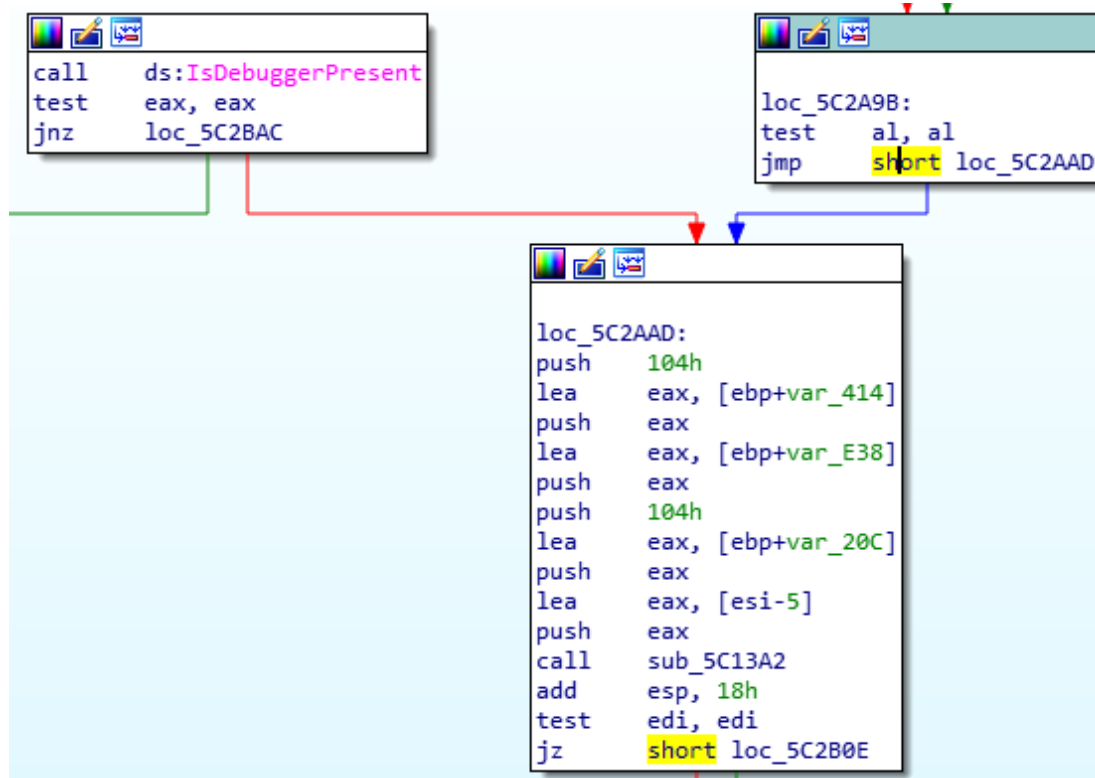 call ds:IsDebuggerPresent
test eax, eax
jnz loc_5C2BAC
loc_5C2A9B:
test al, al
jmp short loc_5C2AAD
loc_5C2AAD:
push 104h
lea eax, [ebp+var_414]
push eax
lea eax, [ebp+var_E38]
push eax
push 104h
lea eax, [ebp+var_20C]
push eax
lea eax, [esi-5]
push eax
call sub_5C13A2
add esp, 18h
test edi, edi
jz short loc_5C2B0E